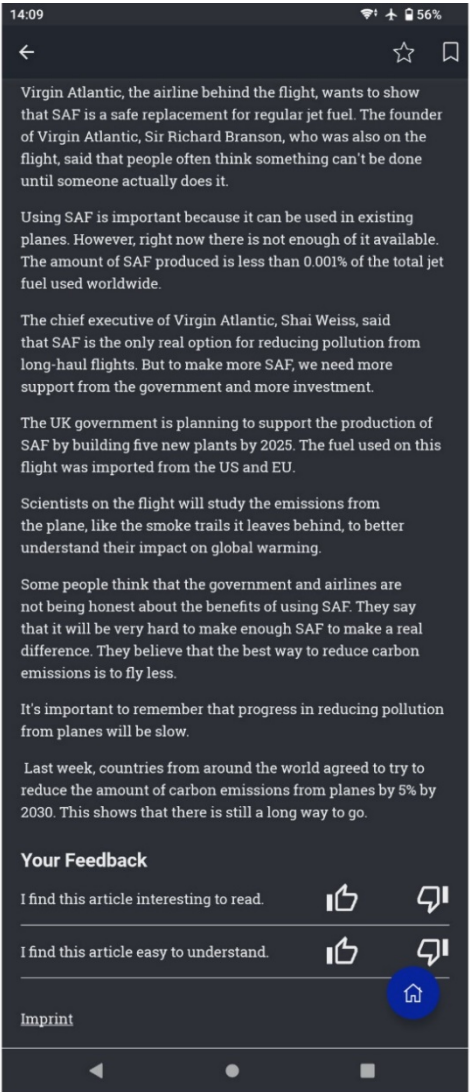 14:09
56%
Virgin Atlantic, the airline behind the flight, wants to show
that SAF is a safe replacement for regular jet fuel. The founder
of Virgin Atlantic, Sir Richard Branson, who was also on the
flight, said that people often think something can't be done
until someone actually does it.
Using SAF is important because it can be used in existing
planes. However, right now there is not enough of it available.
The amount of SAF produced is less than 0.001% of the total jet
fuel used worldwide.
The chief executive of Virgin Atlantic, Shai Weiss, said
that SAF is the only real option for reducing pollution from
long-haul flights. But to make more SAF, we need more
support from the government and more investment.
The UK government is planning to support the production of
SAF by building five new plants by 2025. The fuel used on this
flight was imported from the US and EU.
Scientists on the flight will study the emissions from
the plane, like the smoke trails it leaves behind, to better
understand their impact on global warming.
Some people think that the government and airlines are
not being honest about the benefits of using SAF. They say
that it will be very hard to make enough SAF to make a real
difference. They believe that the best way to reduce carbon
emissions is to fly less.
It's important to remember that progress in reducing pollution
from planes will be slow.
Last week, countries from around the world agreed to try to
reduce the amount of carbon emissions from planes by 5% by
2030. This shows that there is still a long way to go.
Your Feedback
I find this article interesting to read.
I find this article easy to understand.
Imprint